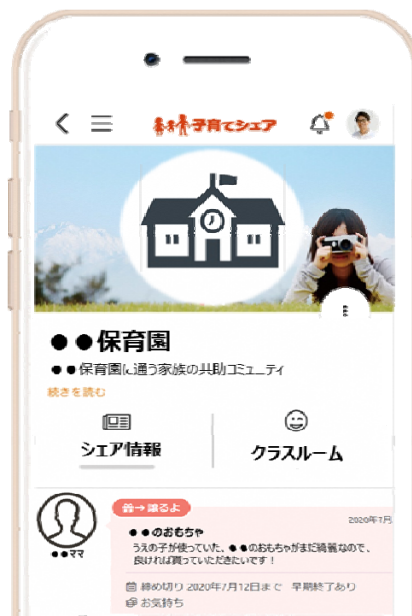 子育てシェア
●●保育園
●●保育園に通う家族の共助コミュニティ
続きを読む
シェア情報
クラスルーム
義→譲るよ
2020年7月
●●のおもちゃ
●●ママ
うえの子が使っていた、●●のおもちゃがまだ綺麗なので、
良ければ貰っていただきたいです!
締め切り 2020年7月12日まで 早期終了あり
お気持ち